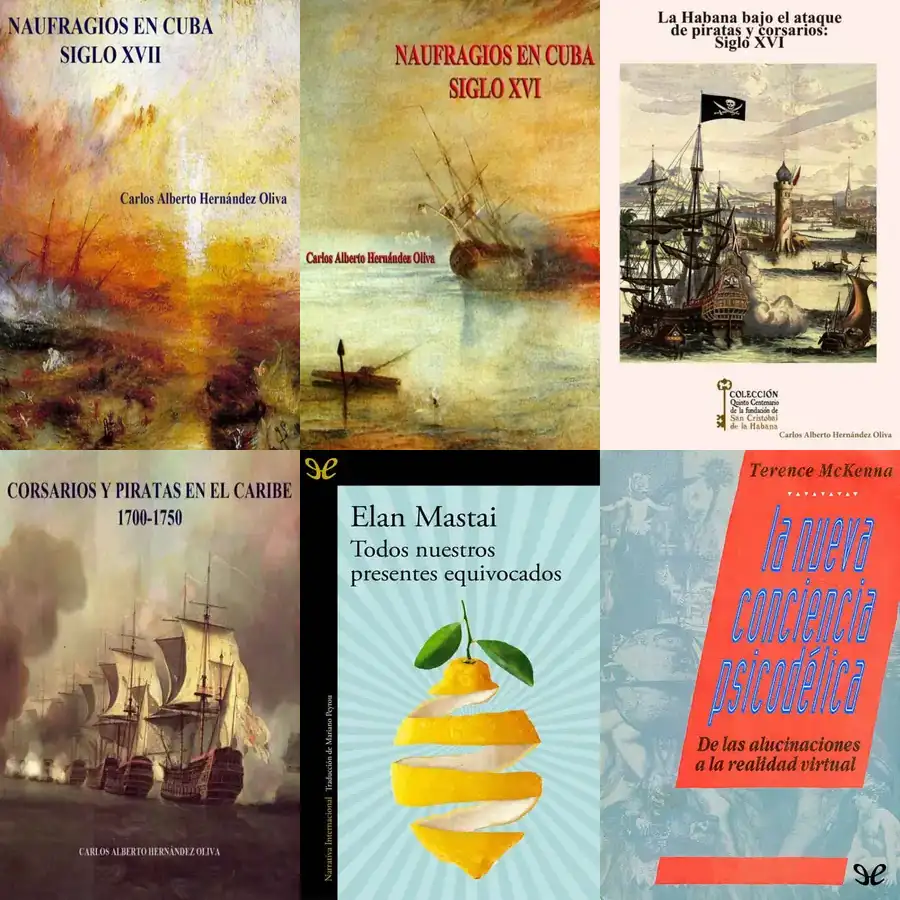 NAUFRAGIOS EN CUBA
SIGLO XVII
Carlos Alberto Hernández Oliva
NAUFRAGIOS EN CUBA
SIGLO XVI
Carlos Alberto Hernández Oliva
La Habana bajo el ataque
de piratas y corsarios:
Siglo XVI
COLECCIÓN
Quinto Centenario
de la fundación de
San Cristóbal
de la Habana
Carlos Alberto Hernández Oliva
CORSARIOS Y PIRATAS EN EL CARIBE
1700-1750
CARLOS ALBERTO HERNÁNDEZ OLIVA
Elan Mastai
Todos nuestros
presentes equivocados
Narrativa Internacional Traducción de Mariano Peyrou
Terence McKenna
la nueva
conciencia
psicodélica
De las alucinaciones
a la realidad virtual